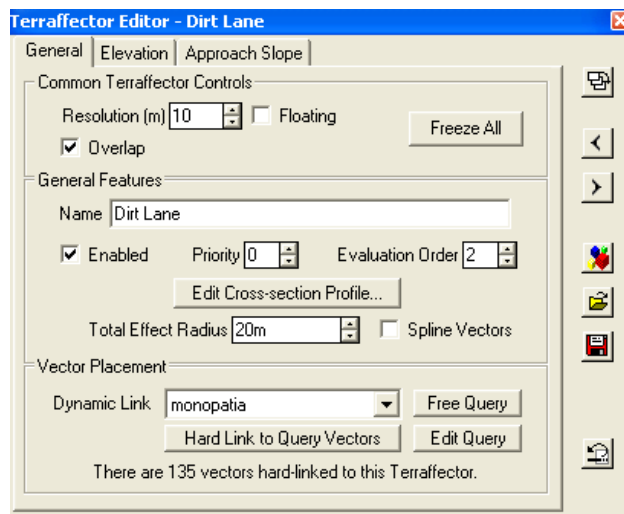 Terraffector Editor - Dirt Lane
General Elevation Approach Slope
Common Terraffector Controls
Resolution (m) 10 Floating
Freeze All
Overlap
General Features
Name Dirt Lane
Enabled Priority 0 Evaluation Order 2
Edit Cross-section Profile...
Total Effect Radius 20m Spline Vectors
Vector Placement
Dynamic Link monopatia Free Query
Hard Link to Query Vectors Edit Query
There are 135 vectors hard-linked to this Terraffector.